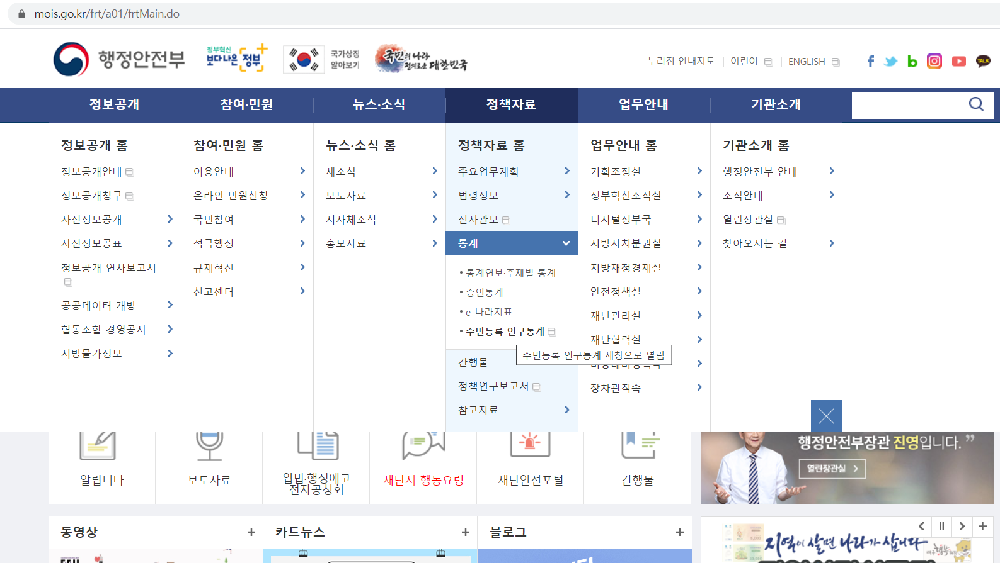 mois.go.kr/frt/a01/frtMain.do
행정안전부
정부혁신
보다나은 정부
국가상징
알아보기
국민의 나라
정의로운 대한민국
누리집 안내지도
어린이
ENGLISH
TALK
정보공개
참여·민원
뉴스·소식
정책자료
업무안내
기관소개
정보공개 홈
정보공개안내
정보공개청구
사전정보공개
사전정보공표
정보공개 연차보고서
공공데이터 개방
협동조합 경영공시
지방물가정보
참여·민원 홈
이용안내
온라인 민원신청
국민참여
적극행정
규제혁신
신고센터
뉴스·소식 홈
새소식
보도자료
지자체소식
홍보자료
정책자료 홈
주요업무계획
법령정보
전자관보
통계
• 통계연보·주제별 통계
• 승인통계
• e-나라지표
• 주민등록 인구통계
주민등록 인구통계 새창으로 열림
간행물
정책연구보고서
참고자료
업무안내 홈
기획조정실
정부혁신조직실
디지털정부국
지방자치분권실
지방재정경제실
안전정책실
재난관리실
재난협력실
장차관직속
기관소개 홈
행정안전부 안내
조직안내
열린장관실
찾아오시는 길
알립니다
보도자료
입법·행정예고
전자공청회
재난시 행동요령
재난안전포털
간행물
행정안전부장관 진영입니다. ”
열린장관실
동영상
카드뉴스
블로그
지역이 살면 나라가 삽니다